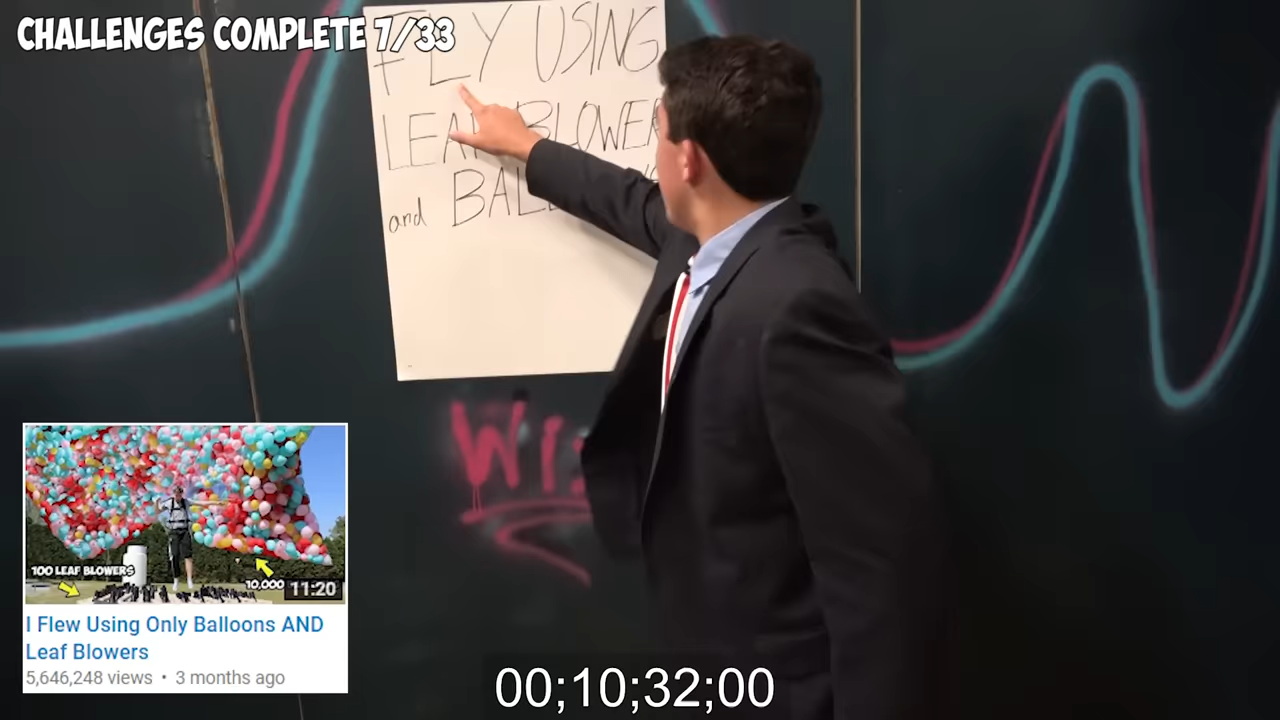 CHALLENGES COMPLETE 7/33
FLY USING
LEAF BLOWER
and
100 LEAF BLOWERS
10,000
11:20
I Flew Using Only Balloons AND
Leaf Blowers
5,646,248 views • 3 months ago
00;10;32;00